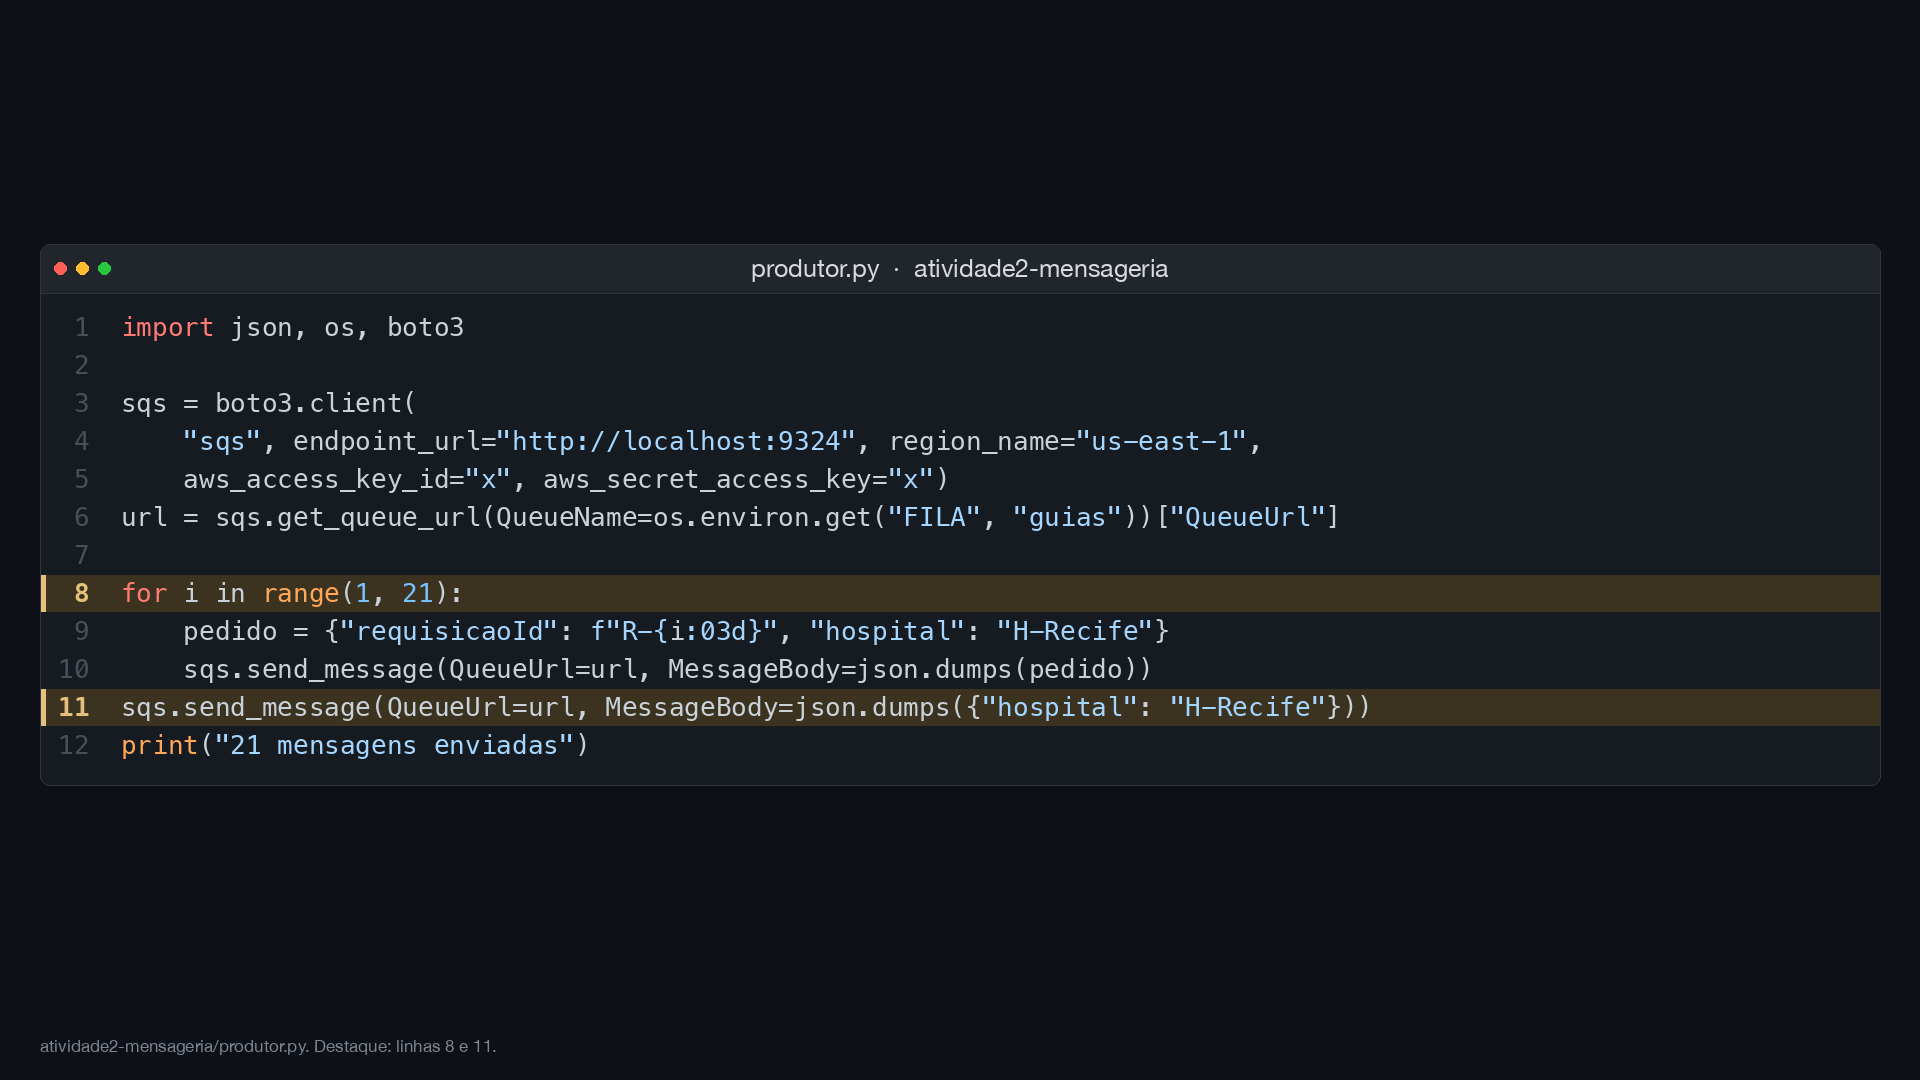 produtor.py · atividade2-mensageria
1 import json, os, boto3
2
3 sqs = boto3.client(
4     "sqs", endpoint_url="http://localhost:9324", region_name="us-east-1",
5     aws_access_key_id="x", aws_secret_access_key="x")
6 url = sqs.get_queue_url(QueueName=os.environ.get("FILA", "guias"))["QueueUrl"]
7
8 for i in range(1, 21):
9     pedido = {"requisicaoId": f"R-{i:03d}", "hospital": "H-Recife"}
10     sqs.send_message(QueueUrl=url, MessageBody=json.dumps(pedido))
11 sqs.send_message(QueueUrl=url, MessageBody=json.dumps({"hospital": "H-Recife"}))
12 print("21 mensagens enviadas")
atividade2-mensageria/produtor.py. Destaque: linhas 8 e 11.